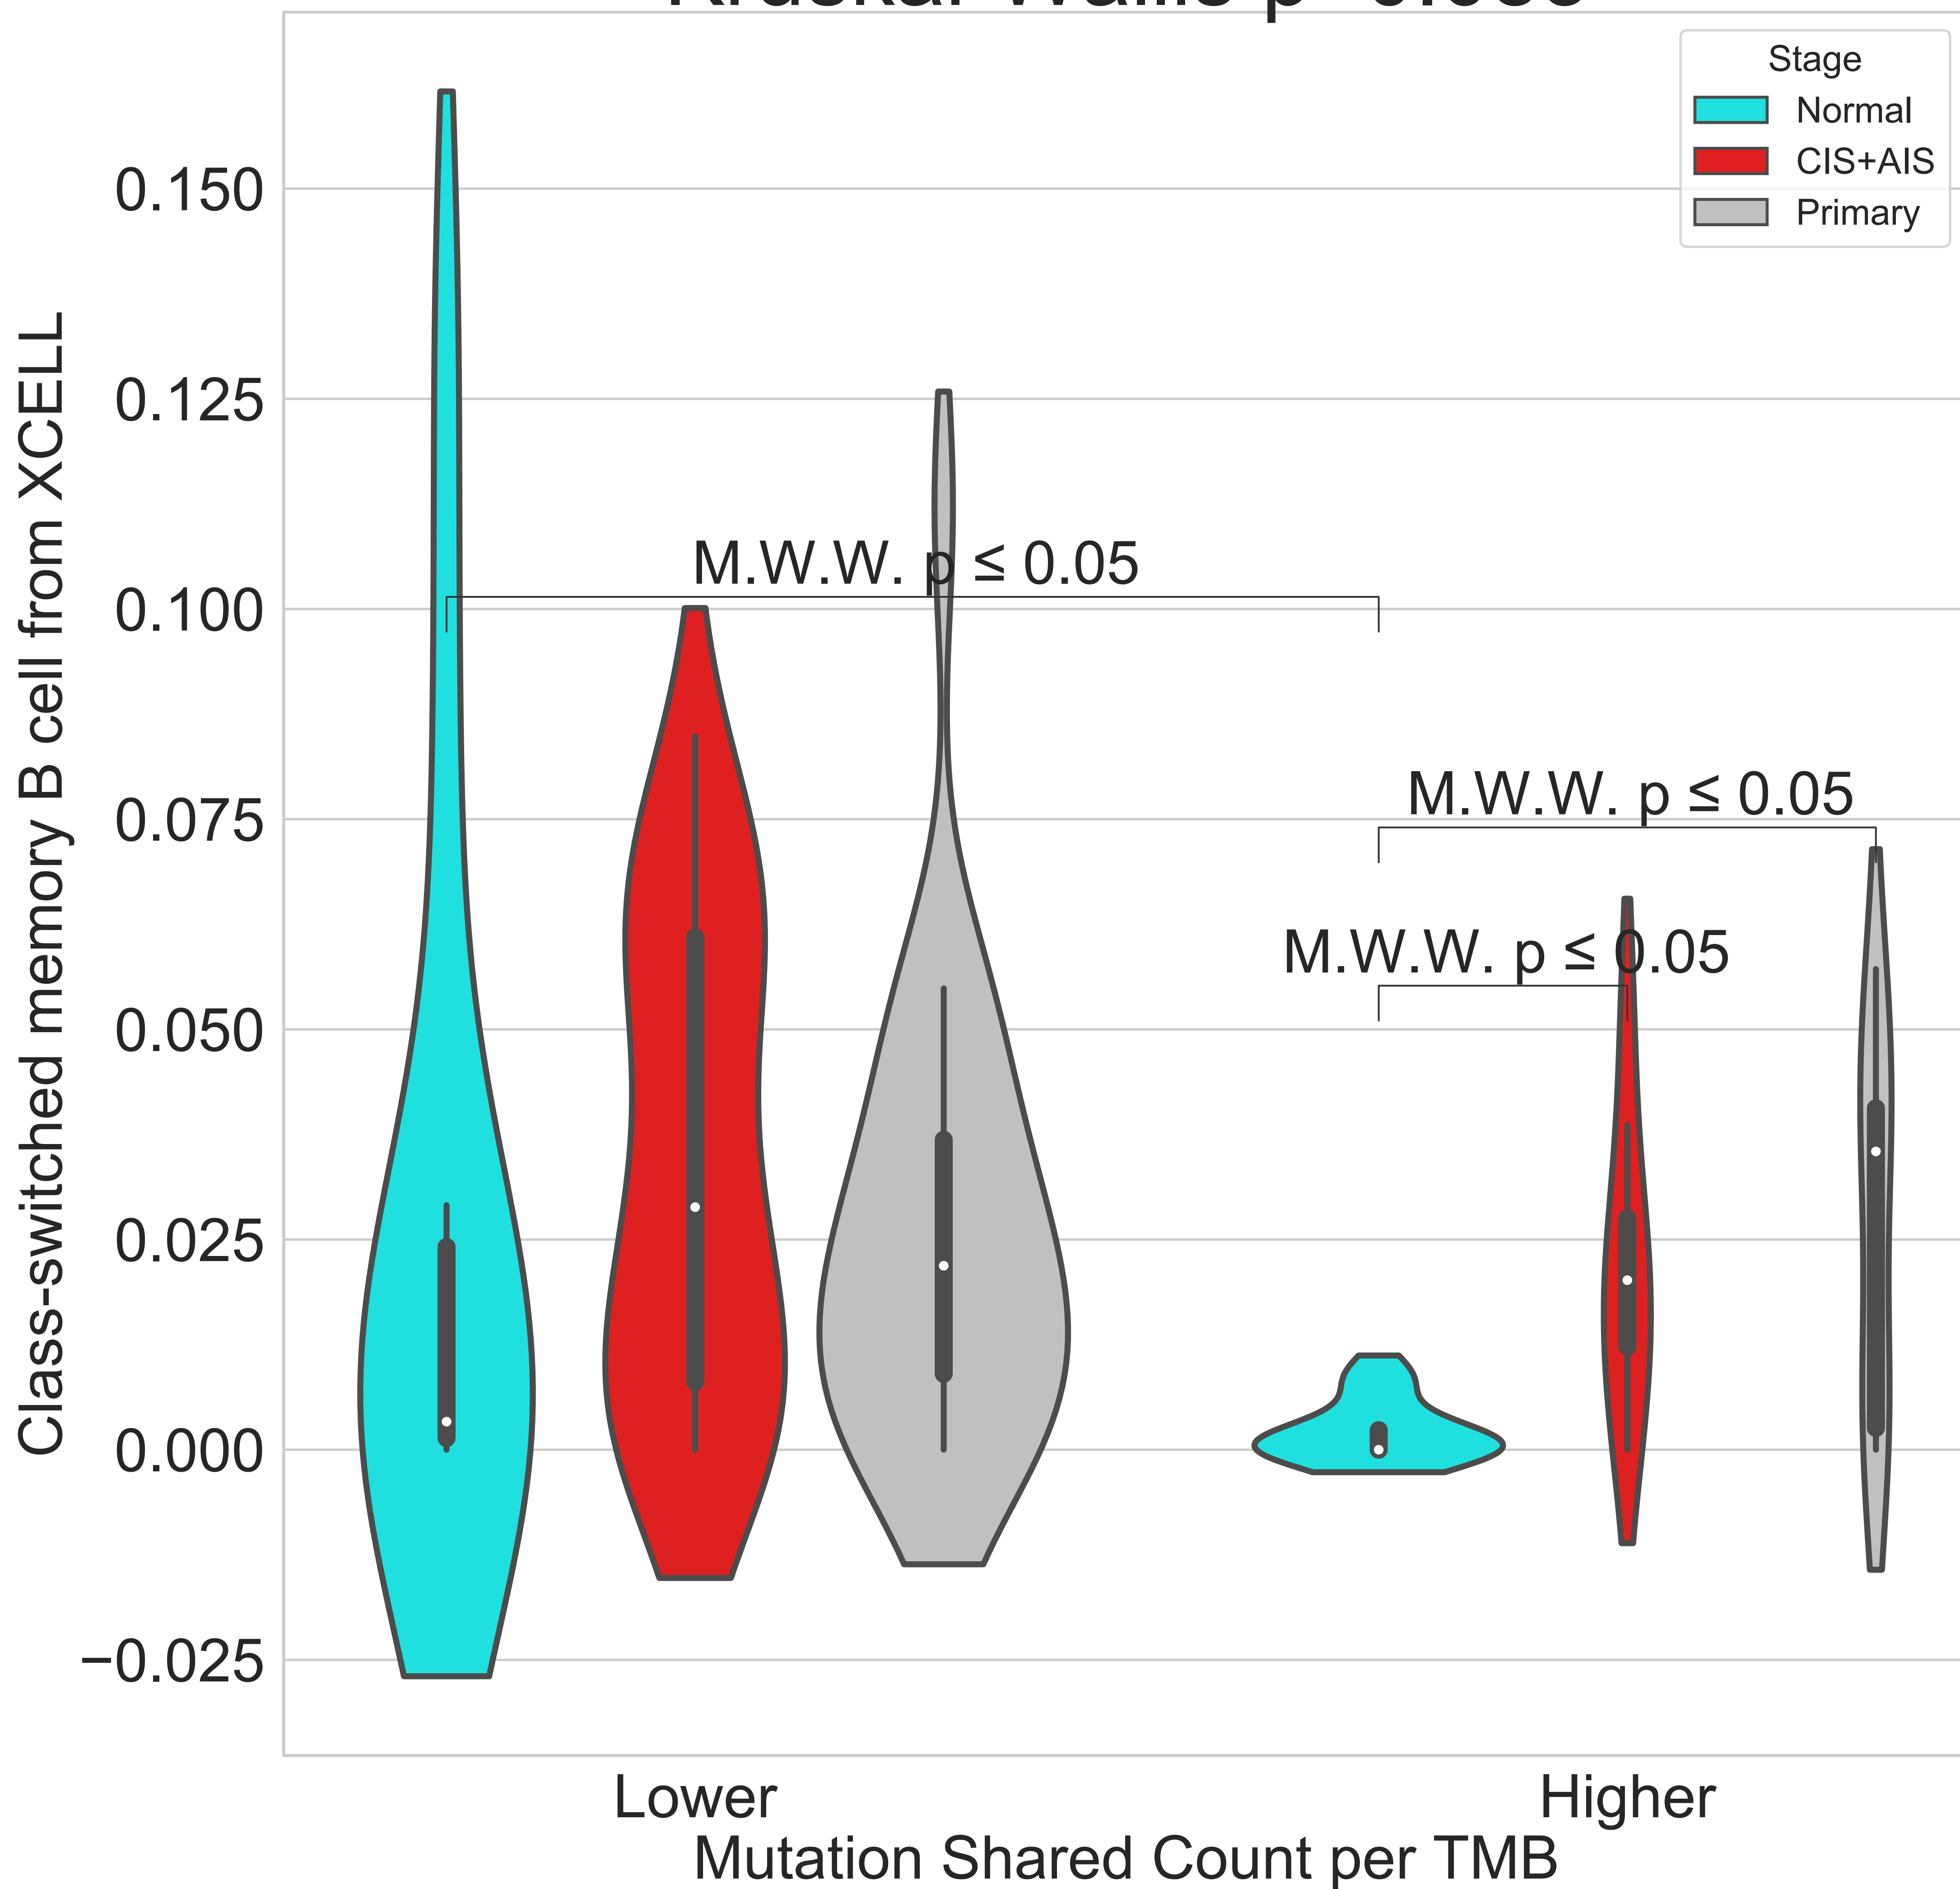 Stage
Normal
CIS+AIS
Primary
Class-switched memory B cell from XCELL
0.150
0.125
0.100
0.075
0.050
0.025
0.000
−0.025
M.W.W. p ≤ 0.05
M.W.W. p ≤ 0.05
M.W.W. p ≤ 0.05
Lower
Higher
Mutation Shared Count per TMB